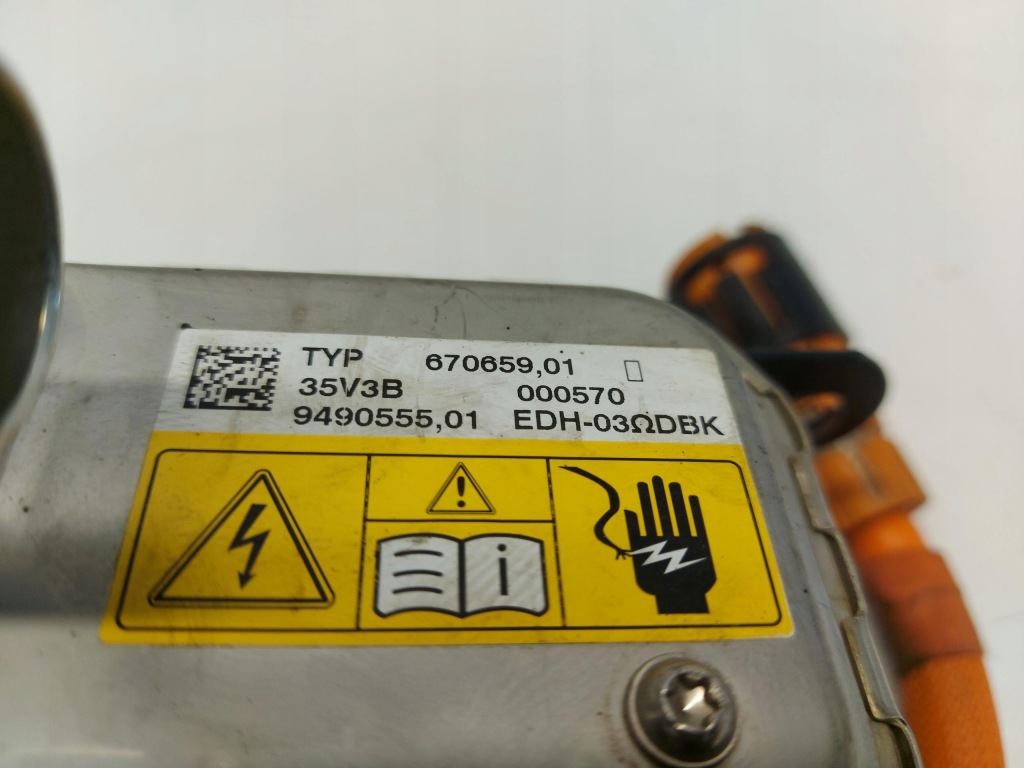 TYP 670659,01
35V3B 000570
9490555,01 EDH-03ΩDBK
!
i